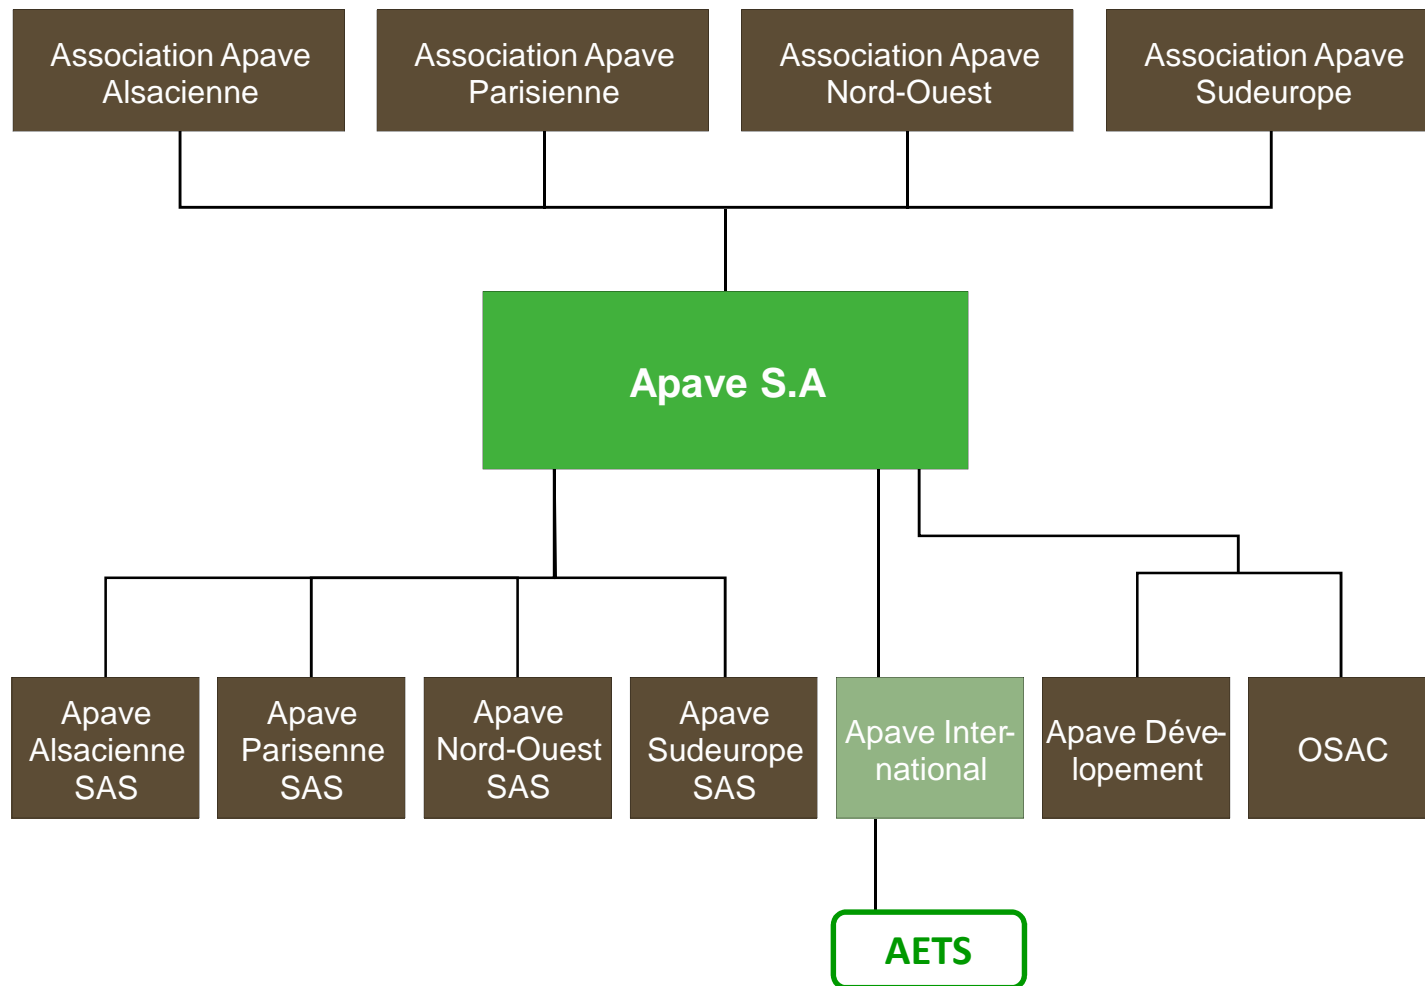 Association Apave
Alsacienne
Association Apave
Parisienne
Association Apave
Nord-Ouest
Association Apave
Sudeurope
Apave S.A
Apave
Alsacienne
SAS
Apave
Parisenne
SAS
Apave
Nord-Ouest
SAS
Apave
Sudeurope
SAS
Apave Inter-
national
Apave Déve-
lopement
OSAC
AETS